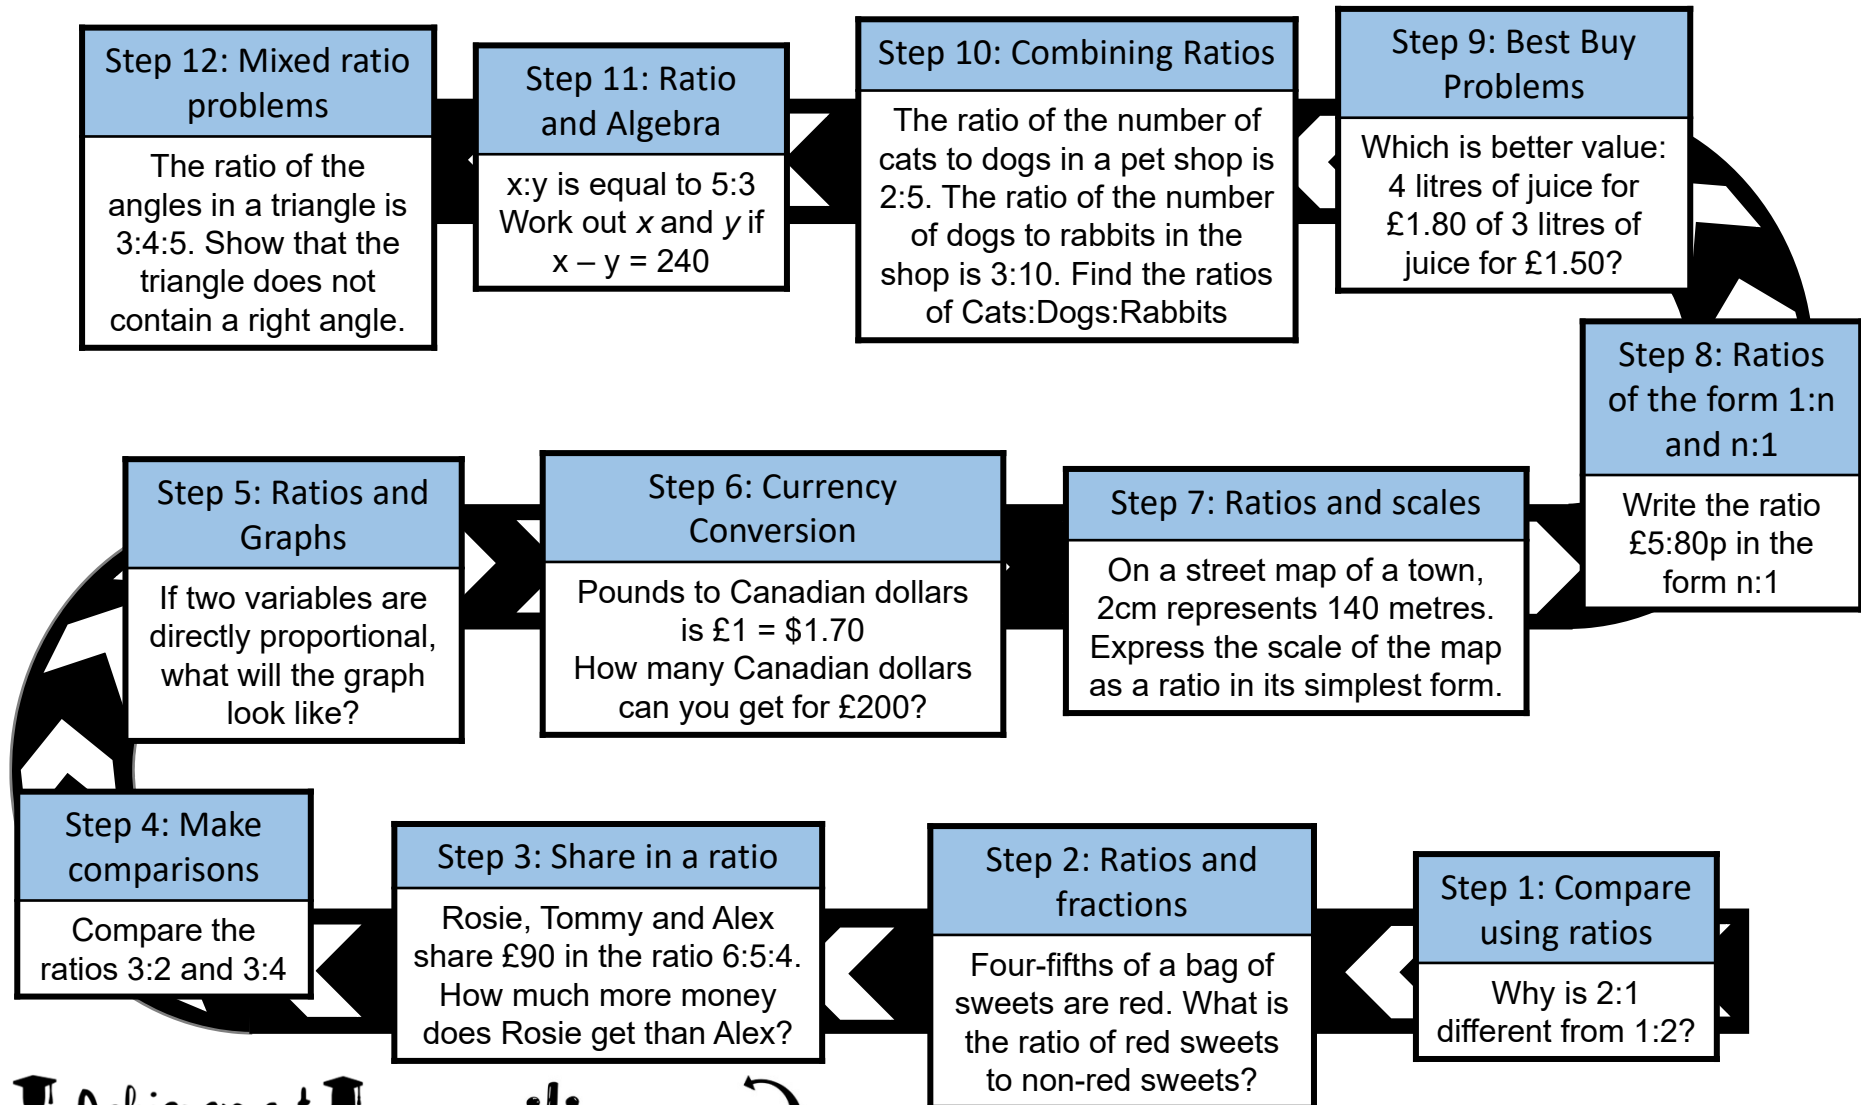 Step 12: Mixed ratio
problems
The ratio of the
angles in a triangle is
3:4:5. Show that the
triangle does not
contain a right angle.
Step 11: Ratio
and Algebra
x:y is equal to 5:3
Work out x and y if
x – y = 240
Step 10: Combining Ratios
The ratio of the number of
cats to dogs in a pet shop is
2:5. The ratio of the number
of dogs to rabbits in the
shop is 3:10. Find the ratios
of Cats:Dogs:Rabbits
Step 9: Best Buy
Problems
Which is better value:
4 litres of juice for
£1.80 of 3 litres of
juice for £1.50?
Step 8: Ratios
of the form 1:n
and n:1
Write the ratio
£5:80p in the
form n:1
Step 5: Ratios and
Graphs
If two variables are
directly proportional,
what will the graph
look like?
Step 6: Currency
Conversion
Pounds to Canadian dollars
is £1 = $1.70
How many Canadian dollars
can you get for £200?
Step 7: Ratios and scales
On a street map of a town,
2cm represents 140 metres.
Express the scale of the map
as a ratio in its simplest form.
Step 4: Make
comparisons
Compare the
ratios 3:2 and 3:4
Step 3: Share in a ratio
Rosie, Tommy and Alex
share £90 in the ratio 6:5:4.
How much more money
does Rosie get than Alex?
Step 2: Ratios and
fractions
Four-fifths of a bag of
sweets are red. What is
the ratio of red sweets
to non-red sweets?
Step 1: Compare
using ratios
Why is 2:1
different from 1:2?